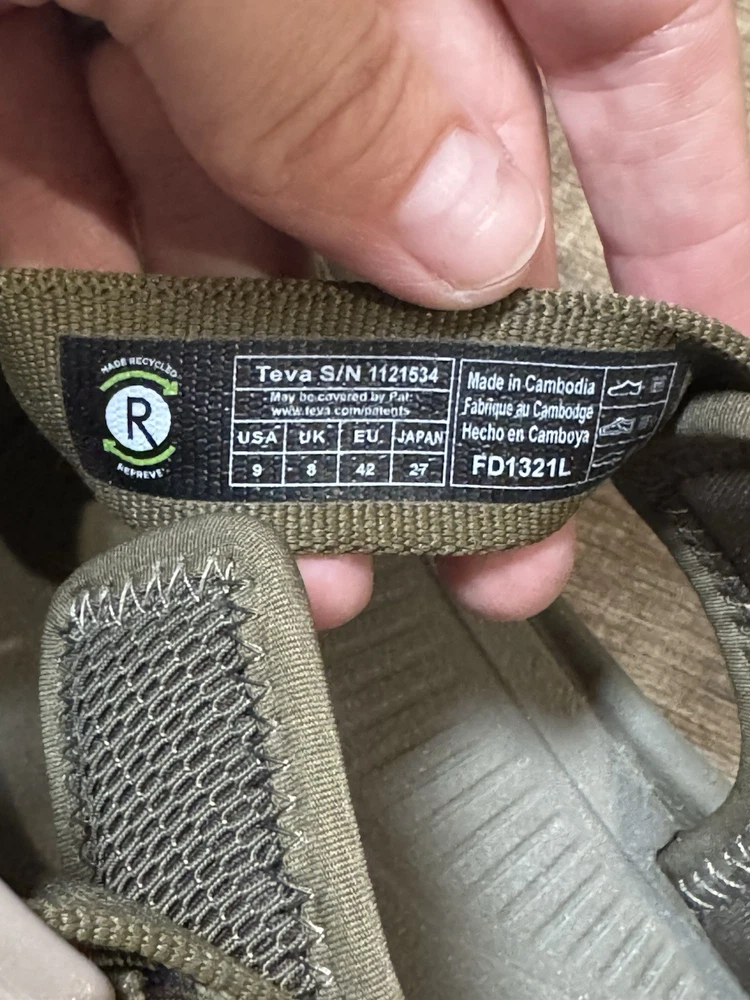 MADE RECYCLED
R
REPREVE
Teva S/N 1121534
May be covered by Pat:
www.teva.com/patents
USA UK EU JAPAN
9 8 42 27
Made in Cambodia
Fabriqué au Cambodge
Hecho en Camboya
FD1321L